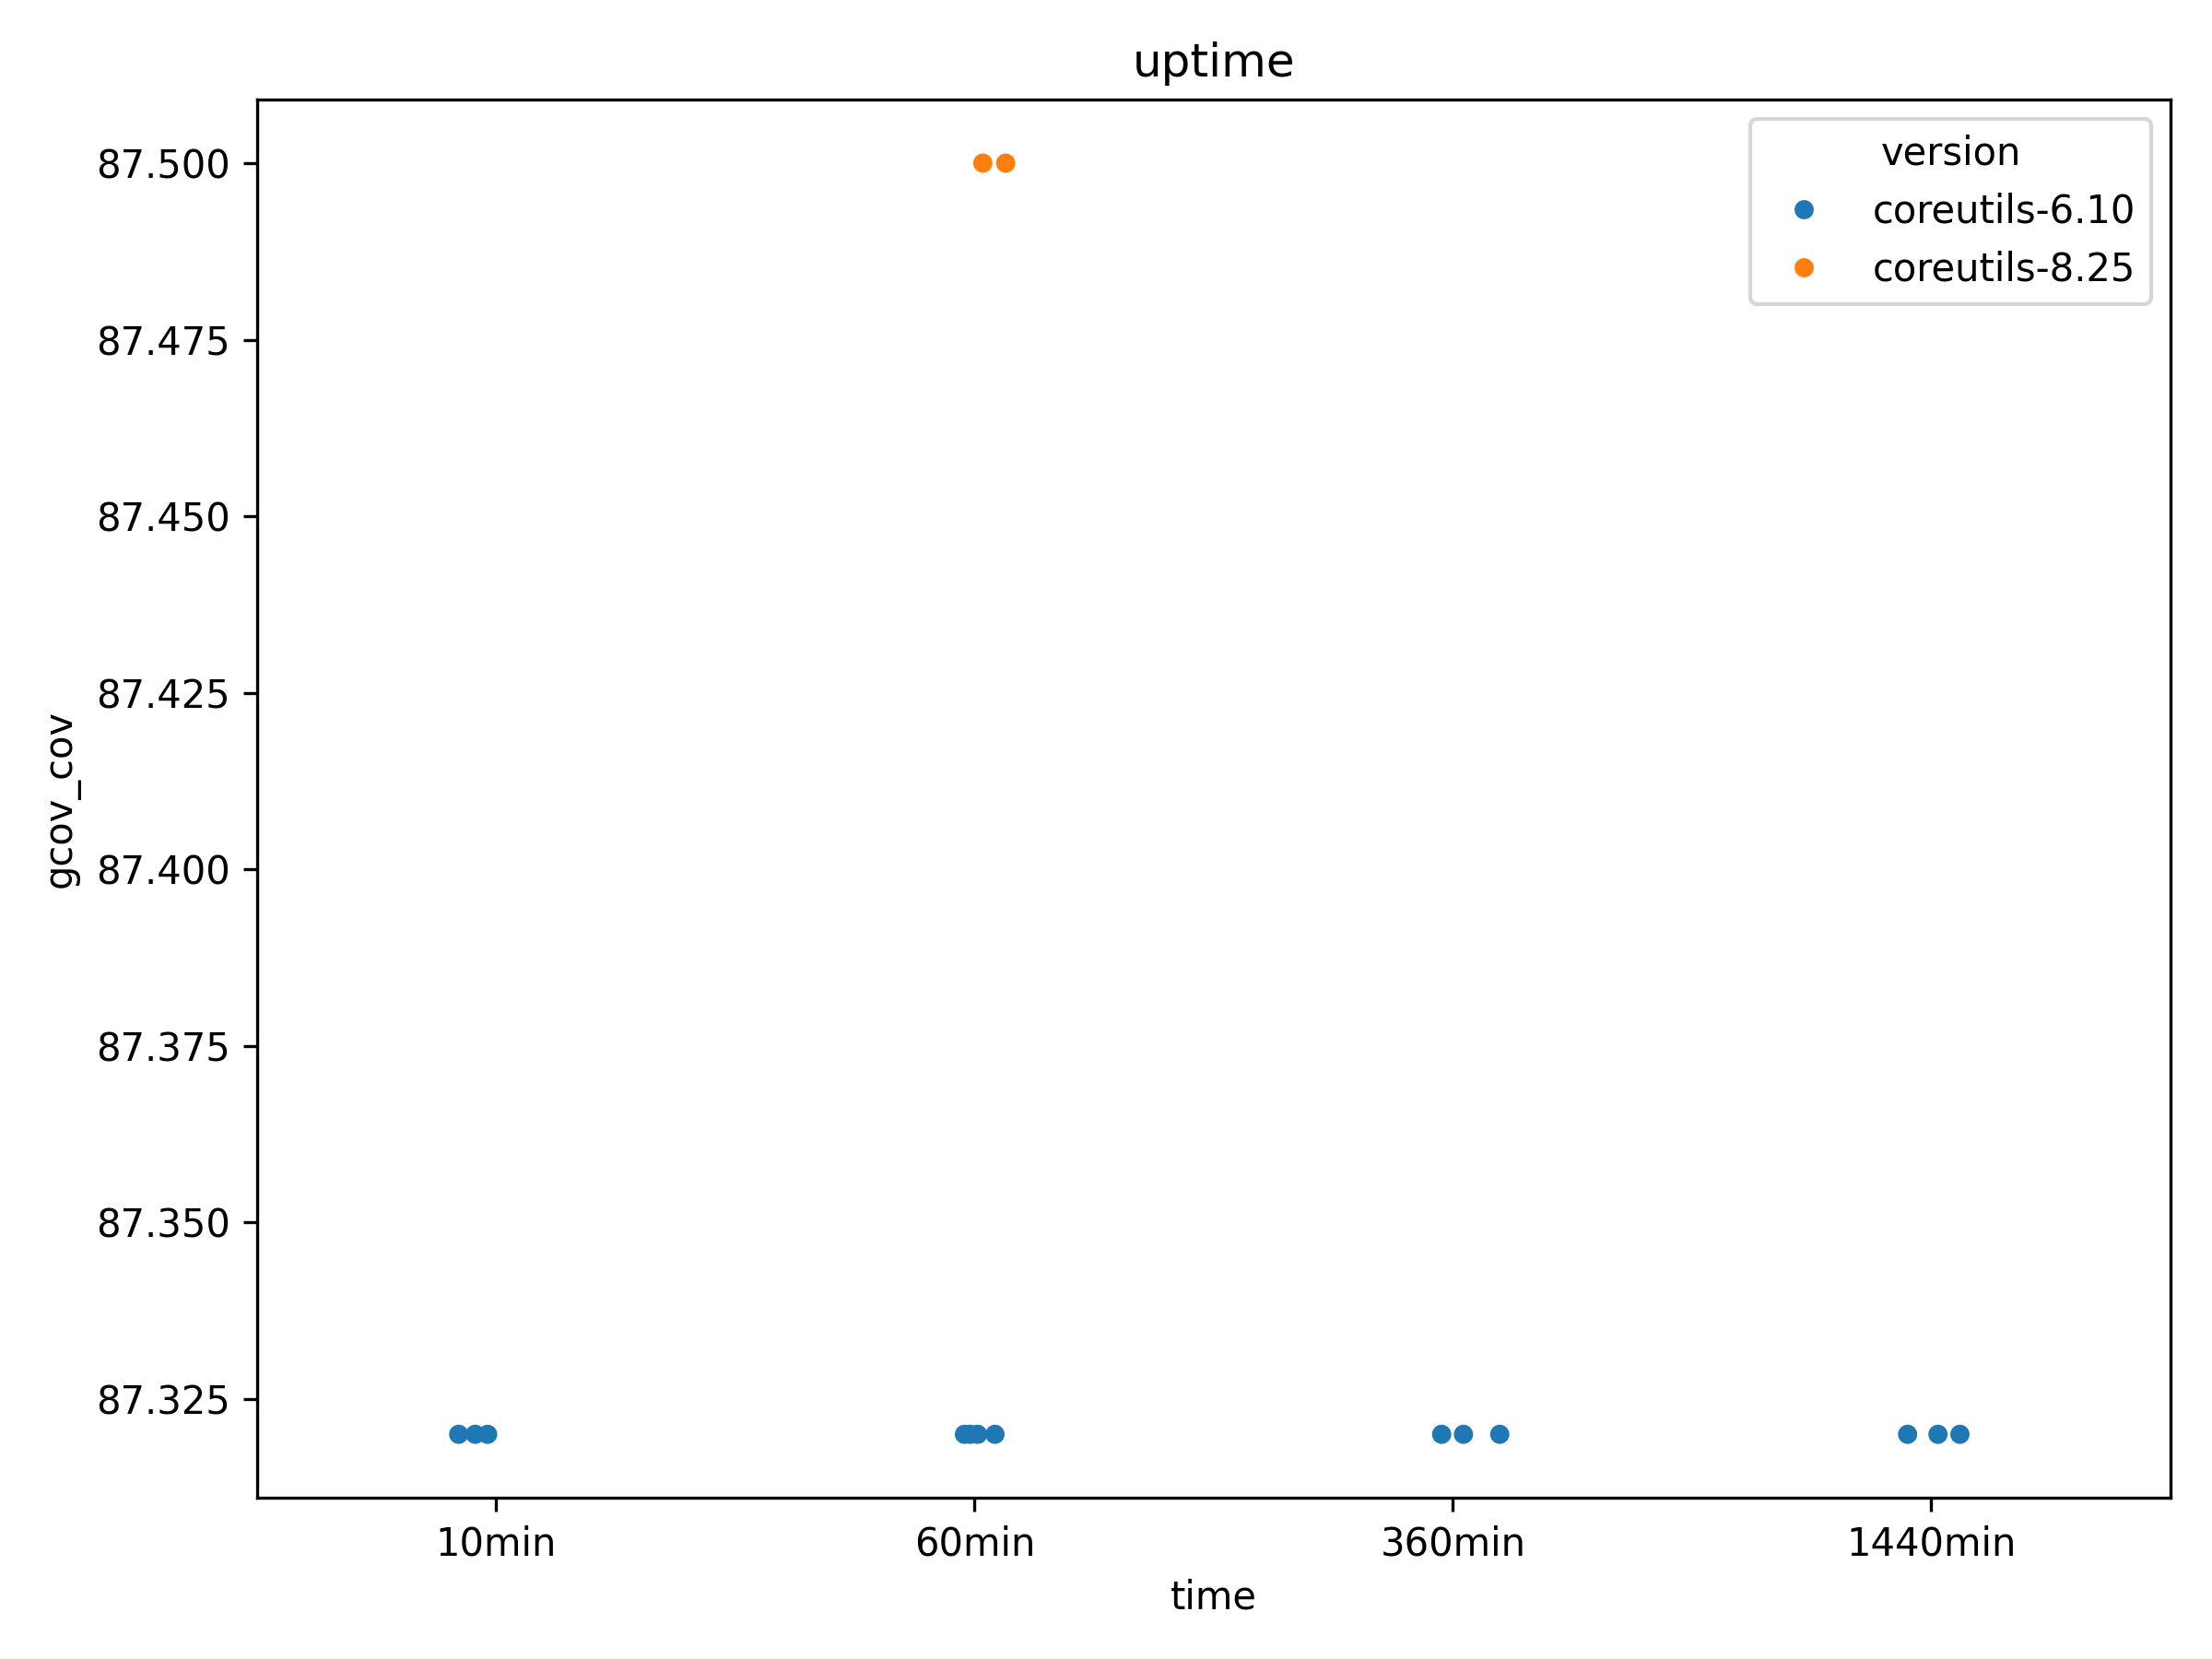 uptime
version
coreutils-6.10
coreutils-8.25
87.500
87.475
87.450
87.425
87.400
87.375
87.350
87.325
gcov_cov
10min
60min
360min
1440min
time